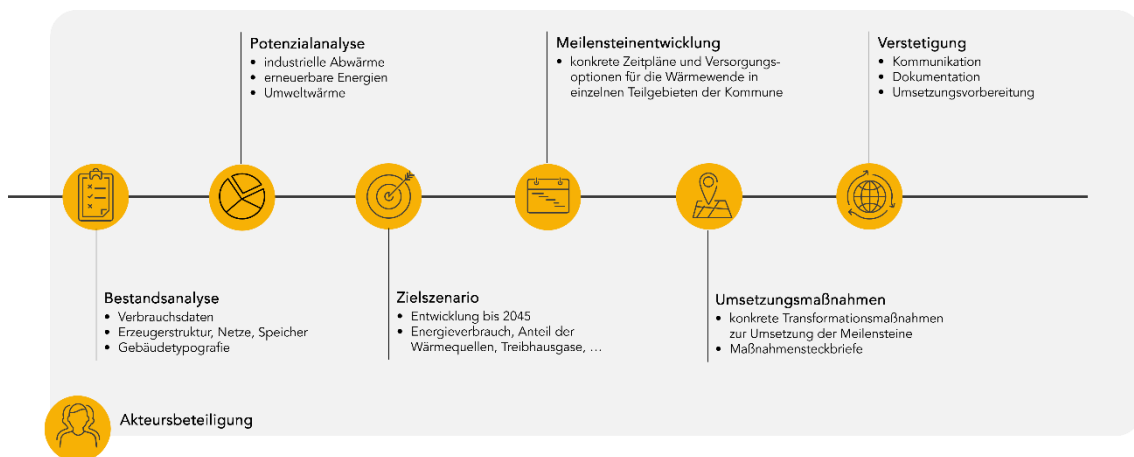 Potenzialanalyse
• industrielle Abwärme
• erneuerbare Energien
• Umweltwärme
Meilensteinentwicklung
• konkrete Zeitpläne und Versorgungs-
optionen für die Wärmewende in
einzelnen Teilgebieten der Kommune
Verstetigung
• Kommunikation
• Dokumentation
• Umsetzungsvorbereitung
Bestandsanalyse
• Verbrauchsdaten
• Erzeugerstruktur, Netze, Speicher
• Gebäudetypografie
Zielszenario
• Entwicklung bis 2045
• Energieverbrauch, Anteil der
Wärmequellen, Treibhausgase, ...
Umsetzungsmaßnahmen
• konkrete Transformationsmaßnahmen
zur Umsetzung der Meilensteine
• Maßnahmensteckbriefe
Akteursbeteiligung